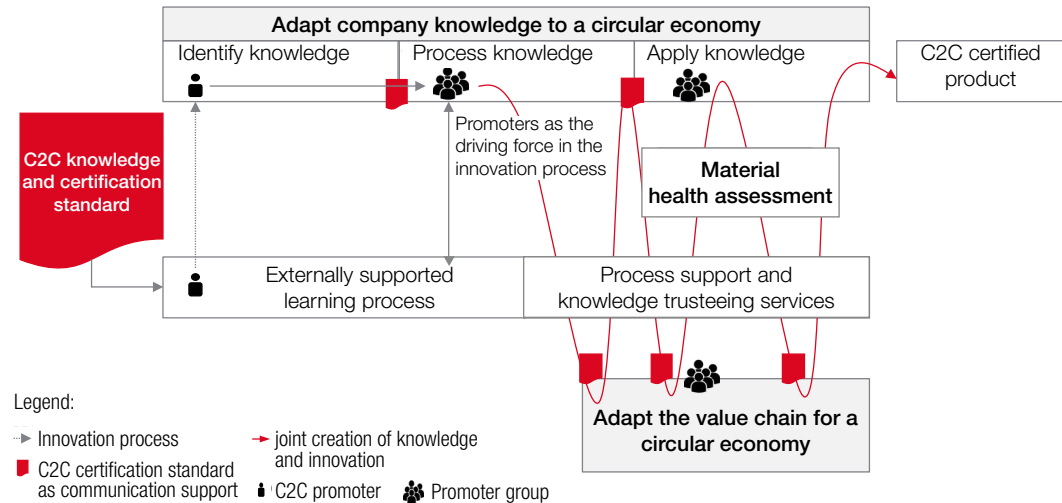 Adapt company knowledge to a circular economy
Identify knowledge
Process knowledge
Apply knowledge
C2C certified
product
C2C knowledge
and certification
standard
Promoters as the
driving force in the
innovation process
Material
health assessment
Externally supported
learning process
Process support and
knowledge trusteeing services
Adapt the value chain for a
circular economy
Legend:
Innovation process
joint creation of knowledge
and innovation
C2C certification standard
as communication support
C2C promoter
Promoter group